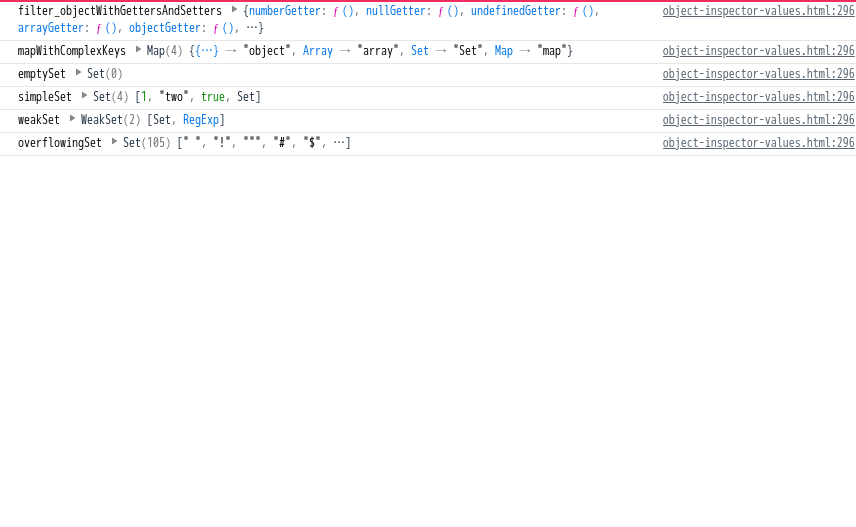 filter_objectWithGettersAndSetters ▶ {numberGetter: ƒ (), nullGetter: ƒ (), undefinedGetter: ƒ (), object-inspector-values.html:296
arrayGetter: ƒ (), objectGetter: ƒ (), …}
mapWithComplexKeys ▶ Map(4) {{…} → "object", Array → "array", Set → "Set", Map → "map"} object-inspector-values.html:296
emptySet ▶ Set(0) object-inspector-values.html:296
simpleSet ▶ Set(4) [1, "two", true, Set] object-inspector-values.html:296
weakSet ▶ WeakSet(2) [Set, RegExp] object-inspector-values.html:296
overflowingSet ▶ Set(105) [" ", "!", """, "#", "$", …] object-inspector-values.html:296